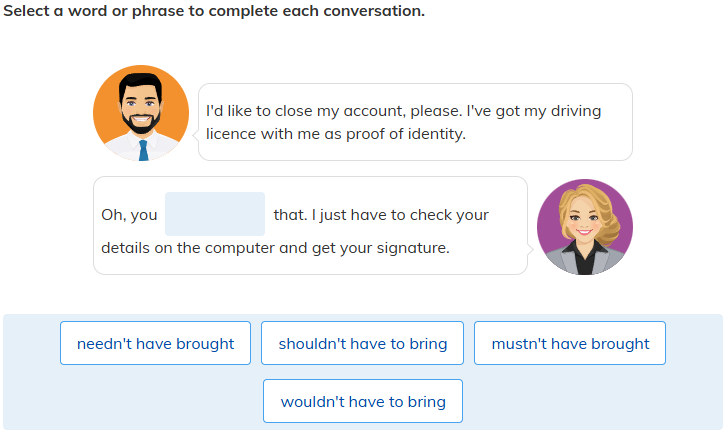 Select a word or phrase to complete each conversation.
I'd like to close my account, please. I've got my driving
licence with me as proof of identity.
Oh, you that. I just have to check your
details on the computer and get your signature.
needn't have brought
shouldn't have to bring
mustn't have brought
wouldn't have to bring